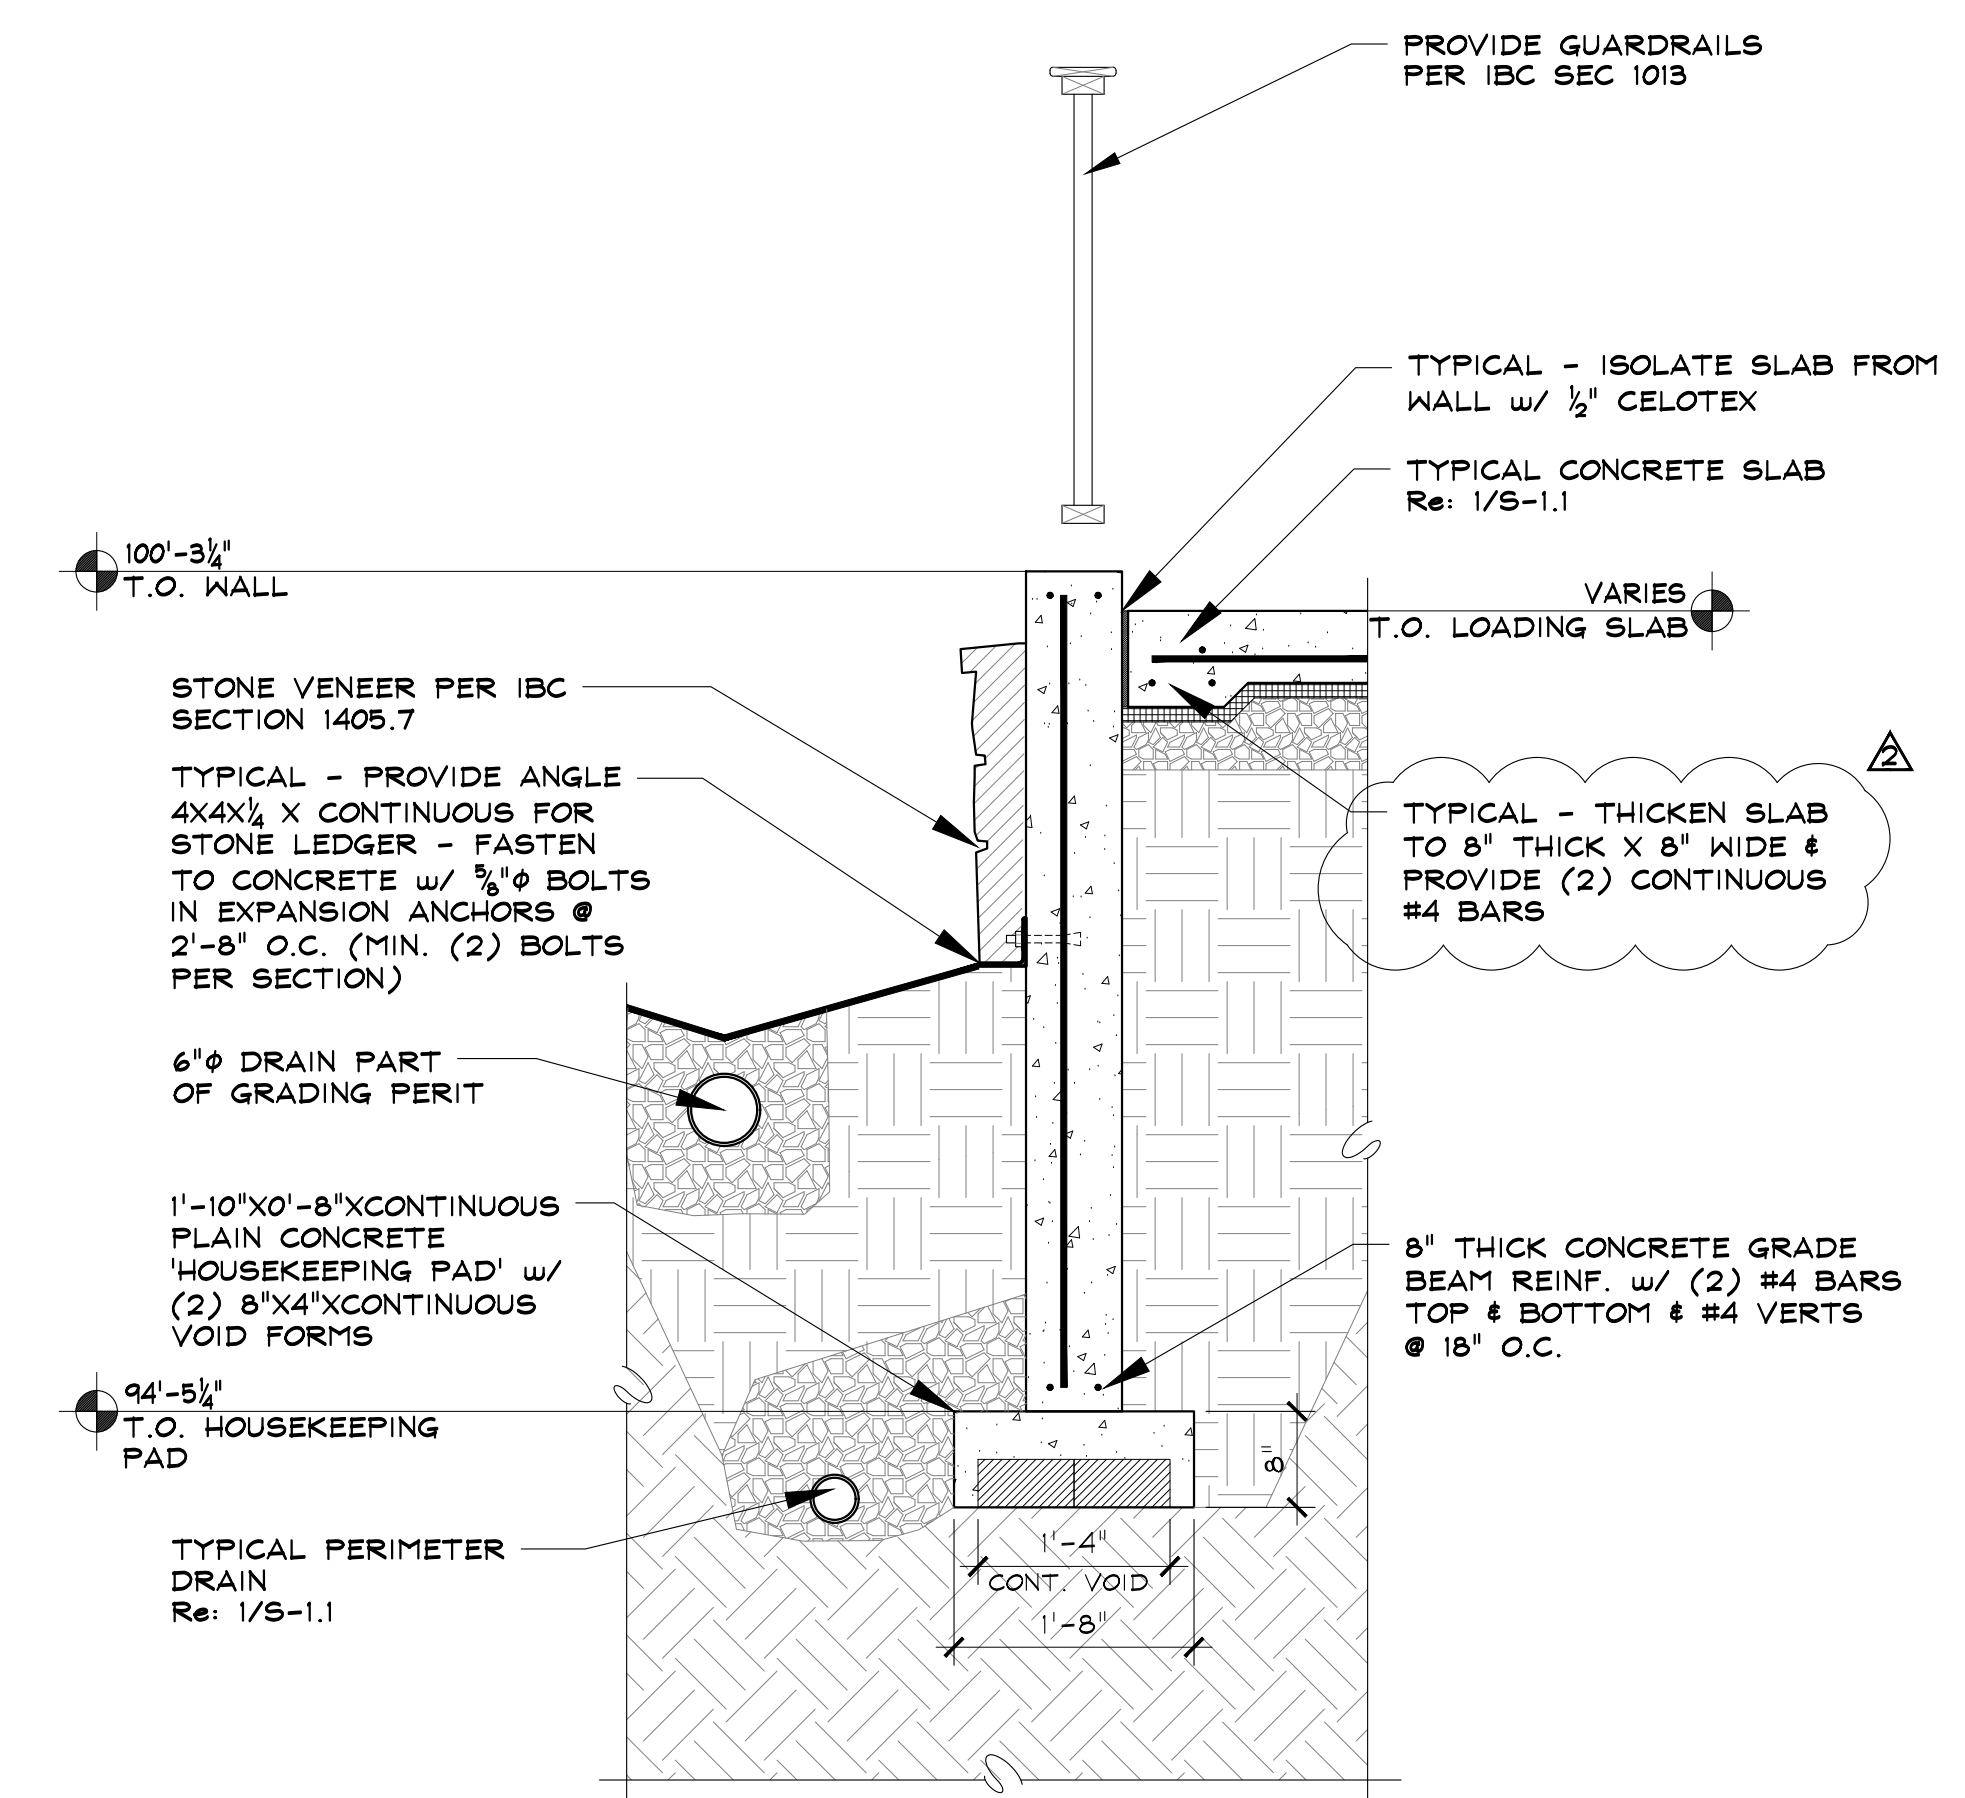 PROVIDE GUARDRAILS
PER IBC SEC 1013
TYPICAL - ISOLATE SLAB FROM
WALL w/ ½" CELOTEX
TYPICAL CONCRETE SLAB
Re: 1/S-1.1
100'-3¼"
T.O. WALL
VARIES
T.O. LOADING SLAB
STONE VENEER PER IBC
SECTION 1405.7
TYPICAL - PROVIDE ANGLE
4X4X¼ X CONTINUOUS FOR
STONE LEDGER - FASTEN
TO CONCRETE w/ ⅝"ϕ BOLTS
IN EXPANSION ANCHORS @
2'-8" O.C. (MIN. (2) BOLTS
PER SECTION)
2
TYPICAL - THICKEN SLAB
TO 8" THICK X 8" WIDE &
PROVIDE (2) CONTINUOUS
#4 BARS
6"ϕ DRAIN PART
OF GRADING PERIT
1'-10"X0'-8"XCONTINUOUS
PLAIN CONCRETE
'HOUSEKEEPING PAD' w/
(2) 8"X4"XCONTINUOUS
VOID FORMS
8" THICK CONCRETE GRADE
BEAM REINF. w/ (2) #4 BARS
TOP & BOTTOM & #4 VERTS
@ 18" O.C.
94'-5¼"
T.O. HOUSEKEEPING
PAD
8"
TYPICAL PERIMETER
DRAIN
Re: 1/S-1.1
1'-4"
CONT. VOID
1'-8"